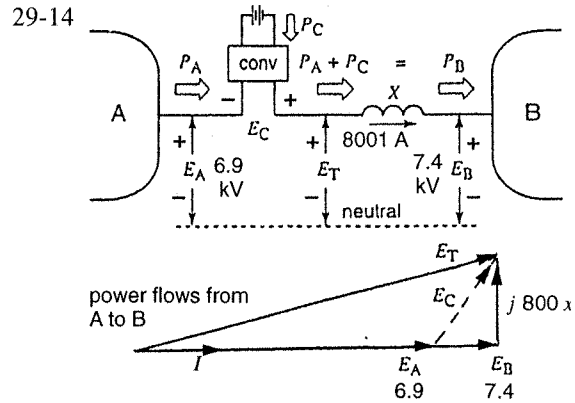 29-14
P_C
P_A conv P_A + P_C = P_B
A − + X B
E_C 8001 A
+ + +
E_A 6.9 kV E_T 7.4 kV E_B
− − −
neutral
E_T
power flows from
A to B
E_C
j 800 x
I E_A E_B
6.9 7.4